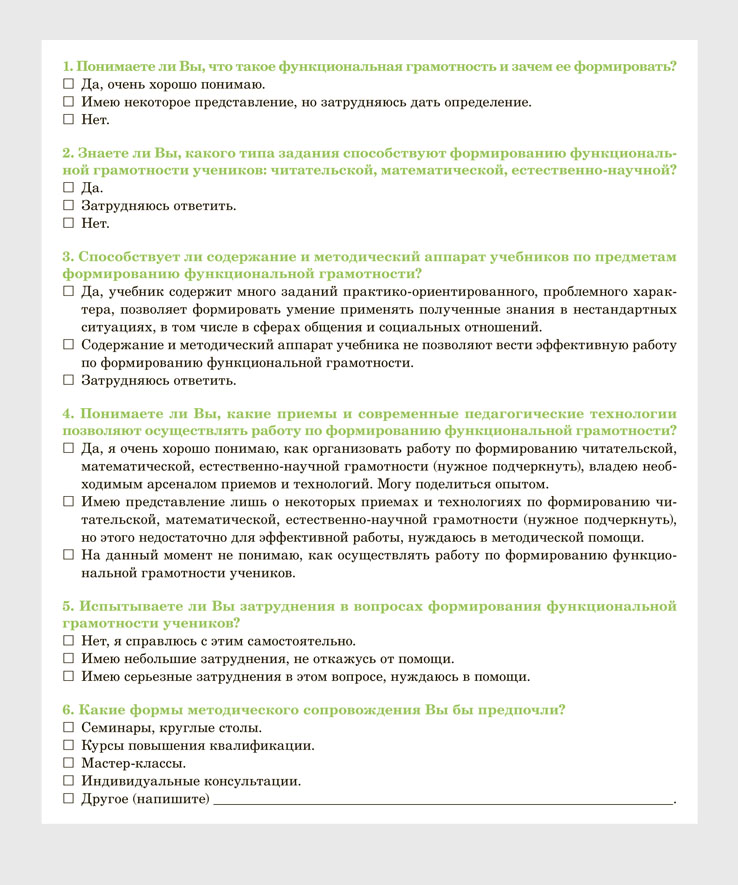 1. Понимаете ли Вы, что такое функциональная грамотность и зачем ее формировать?
☐ Да, очень хорошо понимаю.
☐ Имею некоторое представление, но затрудняюсь дать определение.
☐ Нет.
2. Знаете ли Вы, какого типа задания способствуют формированию функциональ-
ной грамотности учеников: читательской, математической, естественно-научной?
☐ Да.
☐ Затрудняюсь ответить.
☐ Нет.
3. Способствует ли содержание и методический аппарат учебников по предметам
формированию функциональной грамотности?
☐ Да, учебник содержит много заданий практико-ориентированного, проблемного харак-
тера, позволяет формировать умение применять полученные знания в нестандартных
ситуациях, в том числе в сферах общения и социальных отношений.
☐ Содержание и методический аппарат учебника не позволяют вести эффективную работу
по формированию функциональной грамотности.
☐ Затрудняюсь ответить.
4. Понимаете ли Вы, какие приемы и современные педагогические технологии
позволяют осуществлять работу по формированию функциональной грамотности?
☐ Да, я очень хорошо понимаю, как организовать работу по формированию читательской,
математической, естественно-научной грамотности (нужное подчеркнуть), владею необ-
ходимым арсеналом приемов и технологий. Могу поделиться опытом.
☐ Имею представление лишь о некоторых приемах и технологиях по формированию чи-
тательской, математической, естественно-научной грамотности (нужное подчеркнуть),
но этого недостаточно для эффективной работы, нуждаюсь в методической помощи.
☐ На данный момент не понимаю, как осуществлять работу по формированию функцио-
нальной грамотности учеников.
5. Испытываете ли Вы затруднения в вопросах формирования функциональной
грамотности учеников?
☐ Нет, я справлюсь с этим самостоятельно.
☐ Имею небольшие затруднения, не откажусь от помощи.
☐ Имею серьезные затруднения в этом вопросе, нуждаюсь в помощи.
6. Какие формы методического сопровождения Вы бы предпочли?
☐ Семинары, круглые столы.
☐ Курсы повышения квалификации.
☐ Мастер-классы.
☐ Индивидуальные консультации.
☐ Другое (напишите) ______________________________.